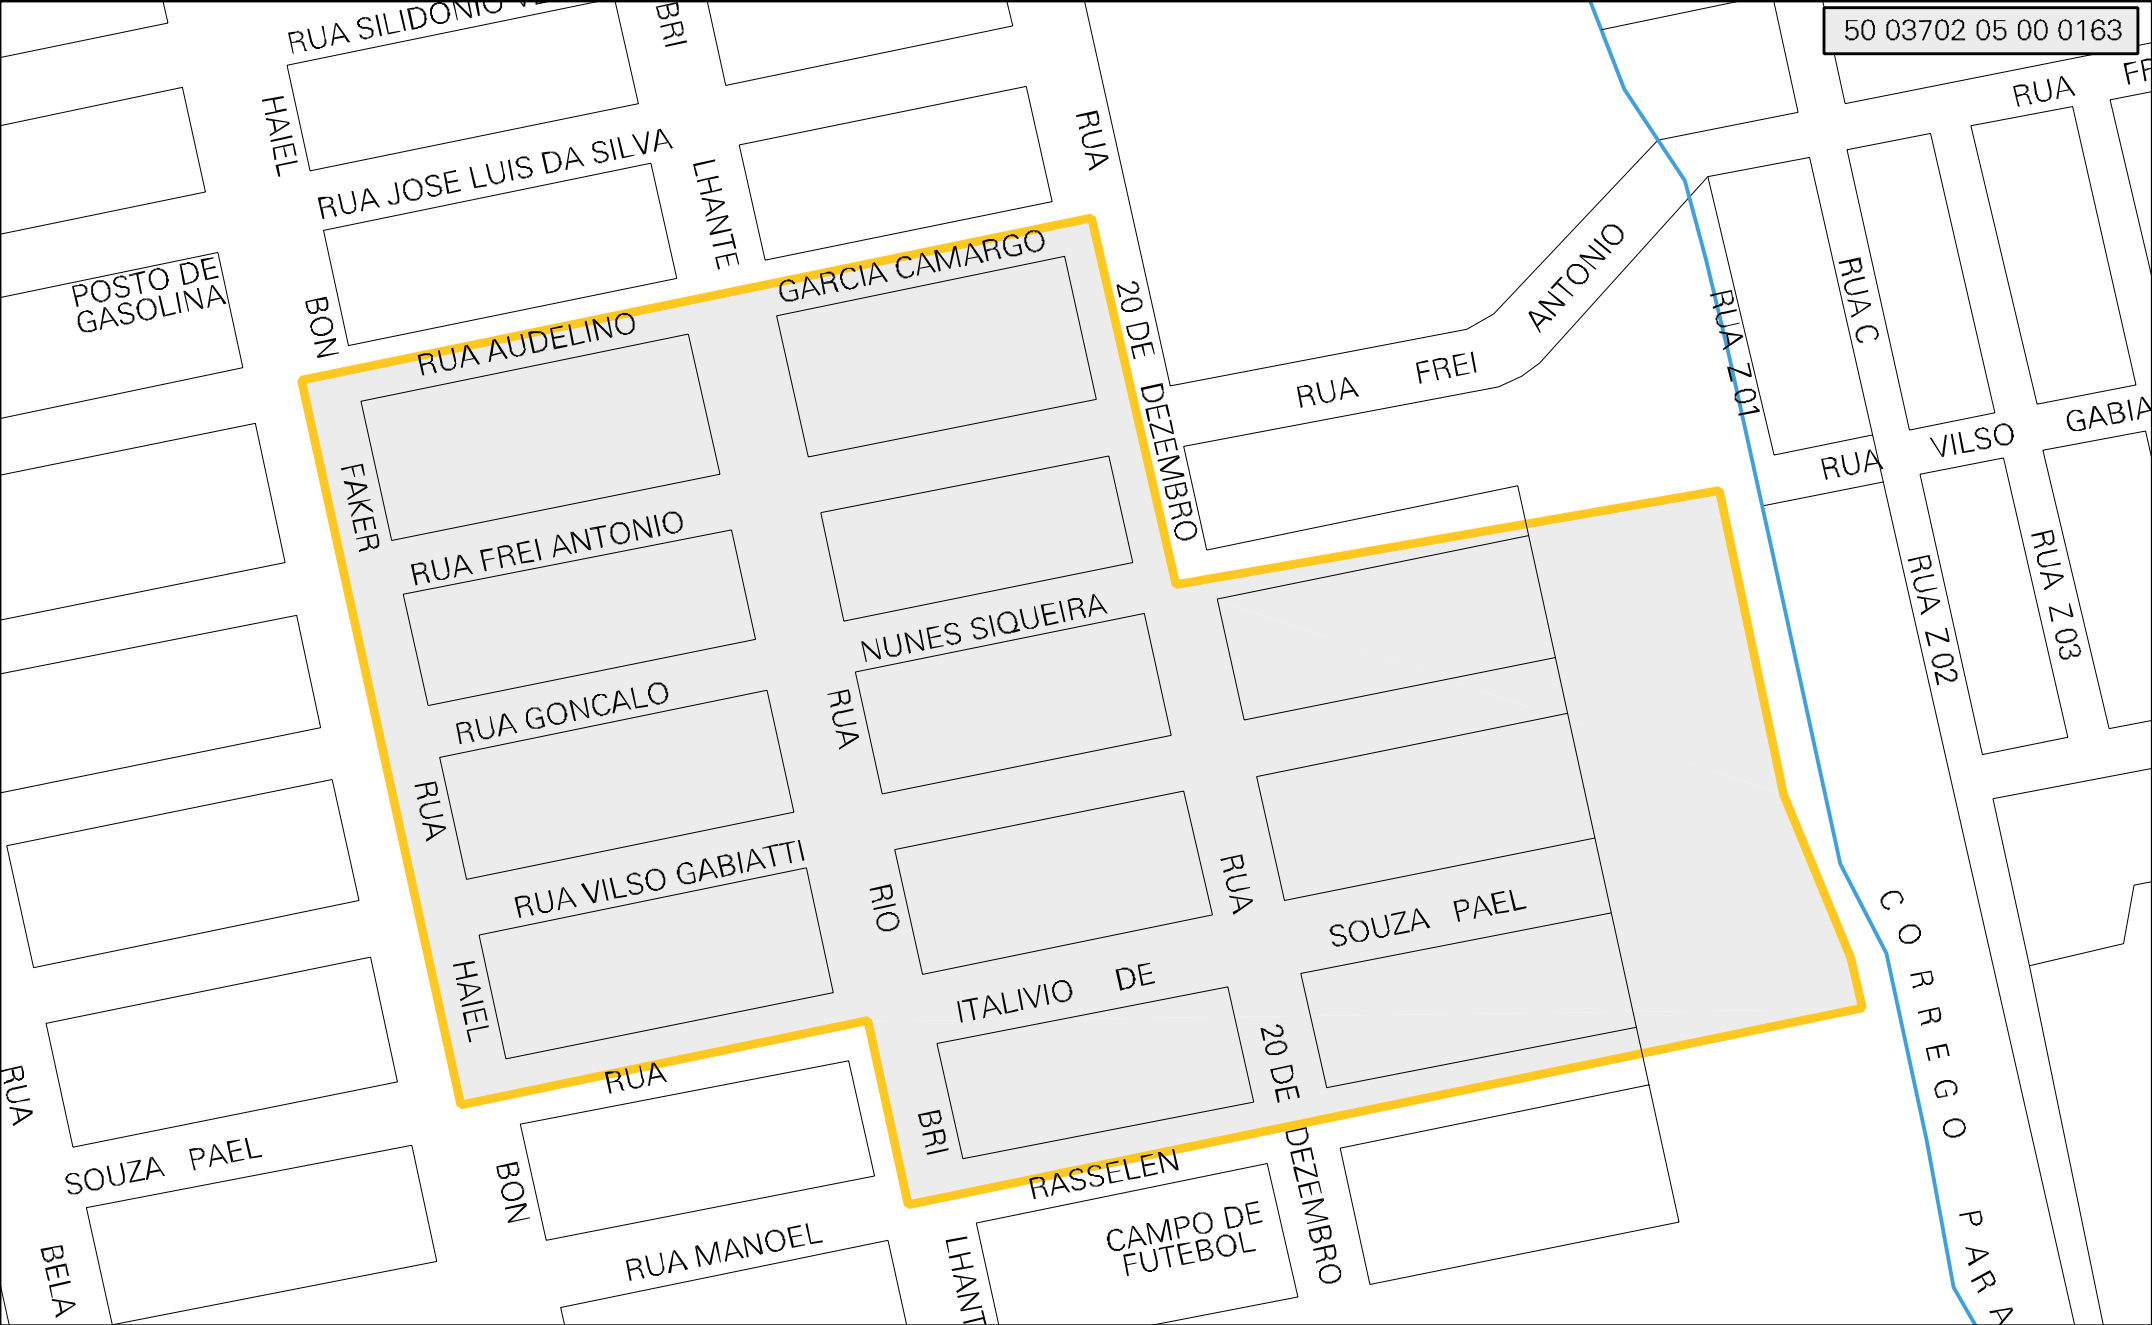 50 03702 05 00 0163
RUA SILIDONIO
BRI
HAIEL
RUA
RUA
RUA JOSE LUIS DA SILVA
LHANTE
POSTO DE
GASOLINA
GARCIA CAMARGO
ANTONIO
BON
RUA AUDELINO
20 DE DEZEMBRO
RUA FREI
RUA Z 01
RUA C
FAKER
RUA VILSO GABIA
RUA FREI ANTONIO
NUNES SIQUEIRA
RUA Z 02
RUA Z 03
RUA GONCALO
RUA
RUA
RUA VILSO GABIATTI
RIO
RUA
SOUZA PAEL
HAIEL
ITALIVIO DE
CORREGO PARA
RUA
RUA
20 DE DEZEMBRO
SOUZA PAEL
BON
BRI
RASSELEN
CAMPO DE
FUTEBOL
RUA MANOEL
BELA
LHANT